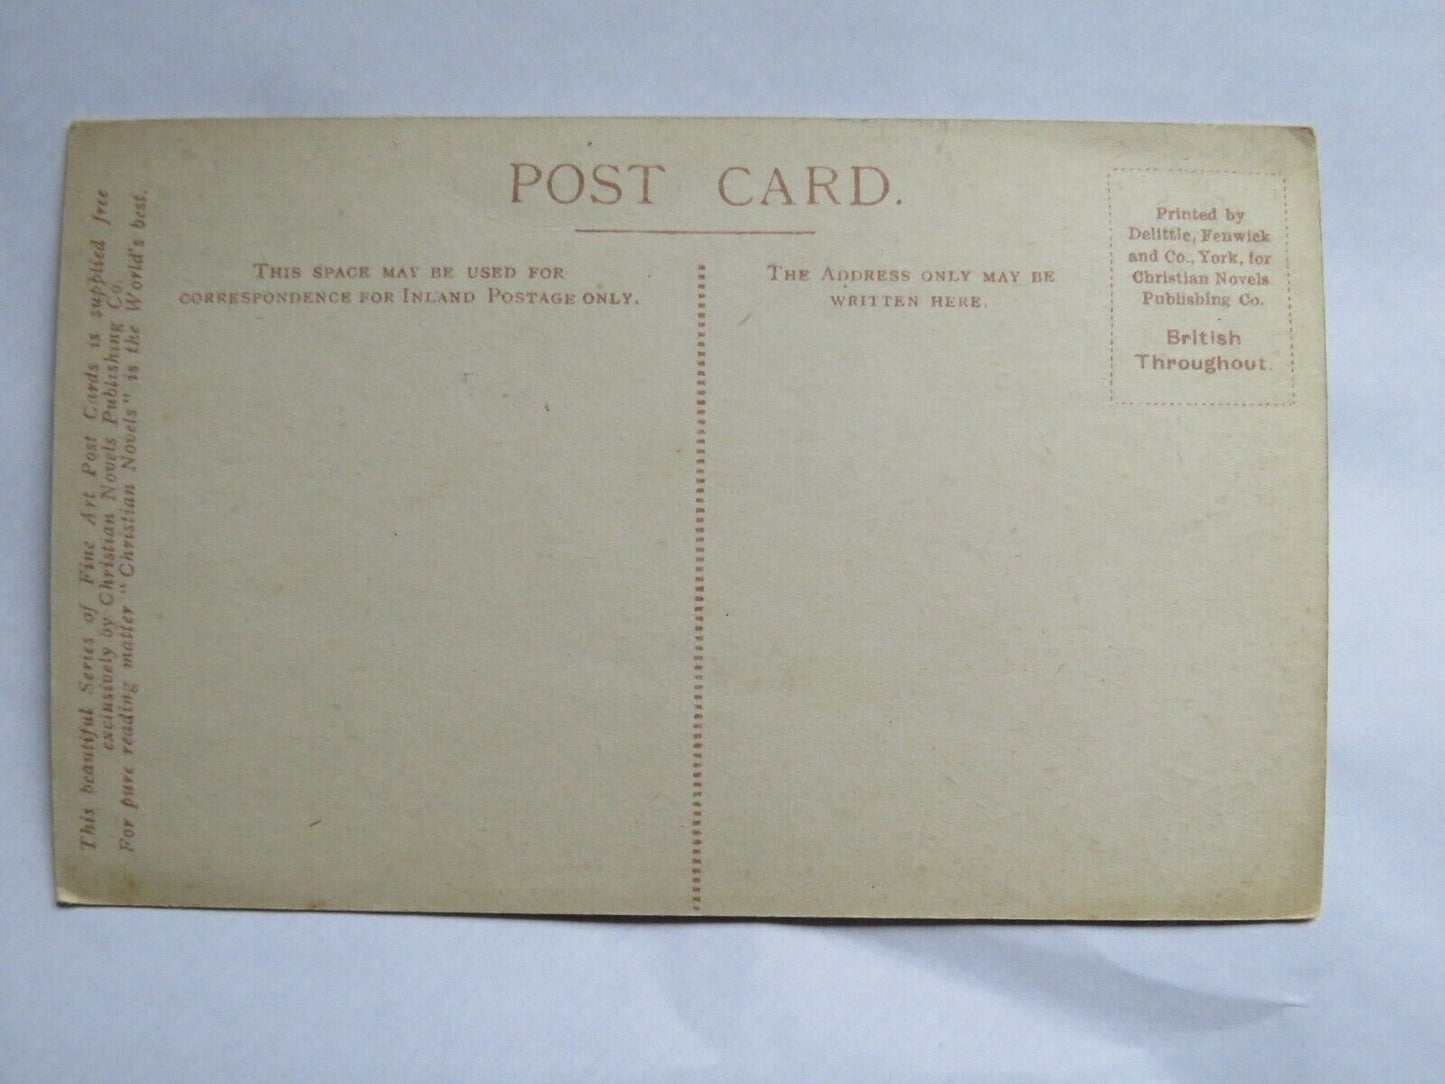 POST CARD.
THIS SPACE MAY BE USED FOR
CORRESPONDENCE FOR INLAND POSTAGE ONLY.
THE ADDRESS ONLY MAY BE
WRITTEN HERE.
Printed by
Delittle, Fenwick
and Co., York, for
Christian Novels
Publishing Co.
British
Throughout.
This beautiful Series of Fine Art Post Cards is supplied free
exclusively by Christian Novels Publishing Co.
For pure reading matter "Christian Novels" is the World's best.